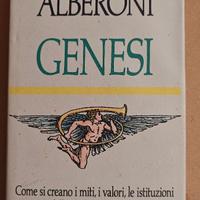 ALBERONI
GENESI
Come si creano i miti, i valori, le istituzioni